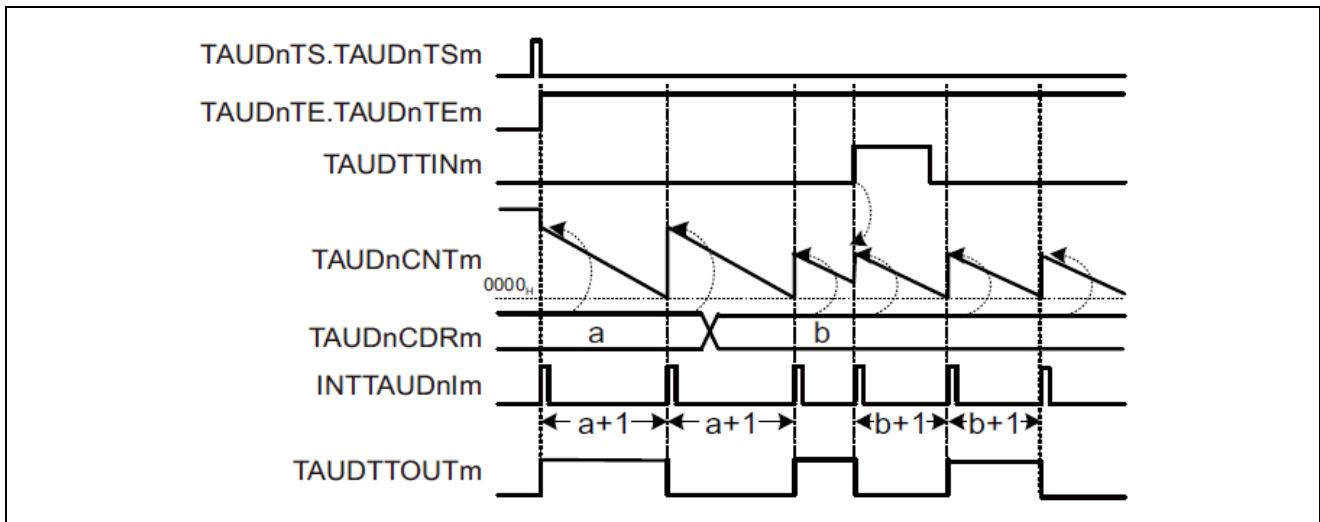 TAUDnTS.TAUDnTSm
TAUDnTE.TAUDnTEm
TAUDTTINm
TAUDnCNTm
0000H
TAUDnCDRm
a
b
INTTAUDnIm
a+1
a+1
b+1
b+1
TAUDTTOUTm